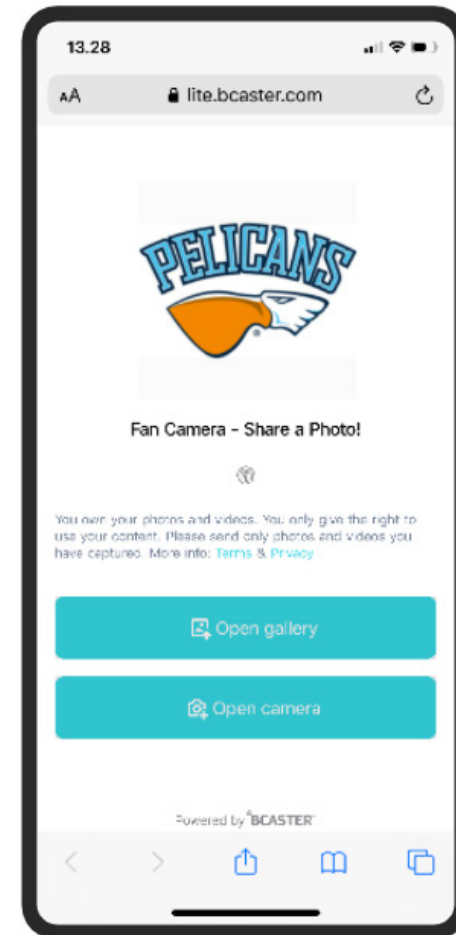 13.28
AA lite.bcaster.com
PELICANS
Fan Camera - Share a Photo!
You own your photos and videos. You only give the right to
use your content. Please send only photos and videos you
have captured. More info: Terms & Privacy
Open gallery
Open camera
Powered by BCASTER